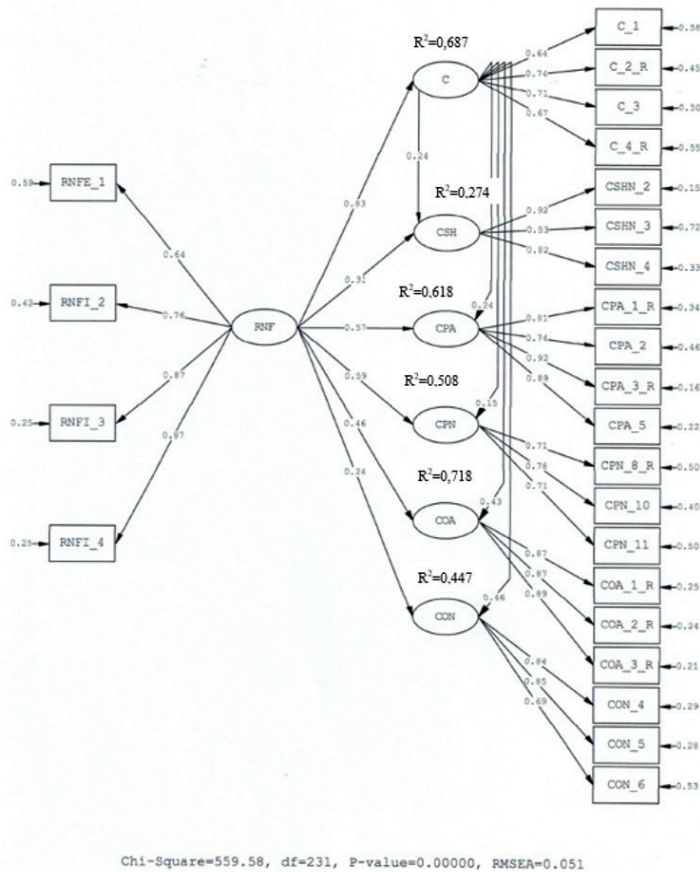 R²=0,687
C
0.83
0.24
R²=0,274
CSH
0.31
R²=0,618
CPA
0.57
R²=0,508
CPN
0.59
R²=0,718
COA
0.46
R²=0,447
CON
0.24
RNF
0.59 RNFE_1
0.64
0.42 RNFI_2
0.76
0.25 RNFI_3
0.87
0.25 RNFI_4
0.87
0.24
0.15
0.43
0.46
0.64 C_1 0.58
0.74 C_2_R 0.45
0.71 C_3 0.50
0.67 C_4_R 0.55
0.92 CSHN_2 0.15
0.53 CSHN_3 0.72
0.82 CSHN_4 0.33
0.81 CPA_1_R 0.34
0.74 CPA_2 0.46
0.92 CPA_3_R 0.16
0.89 CPA_5 0.22
0.71 CPN_8_R 0.50
0.78 CPN_10 0.40
0.71 CPN_11 0.50
0.87 COA_1_R 0.25
0.87 COA_2_R 0.24
0.89 COA_3_R 0.21
0.84 CON_4 0.29
0.85 CON_5 0.28
0.69 CON_6 0.53
Chi-Square=559.58, df=231, P-value=0.00000, RMSEA=0.051